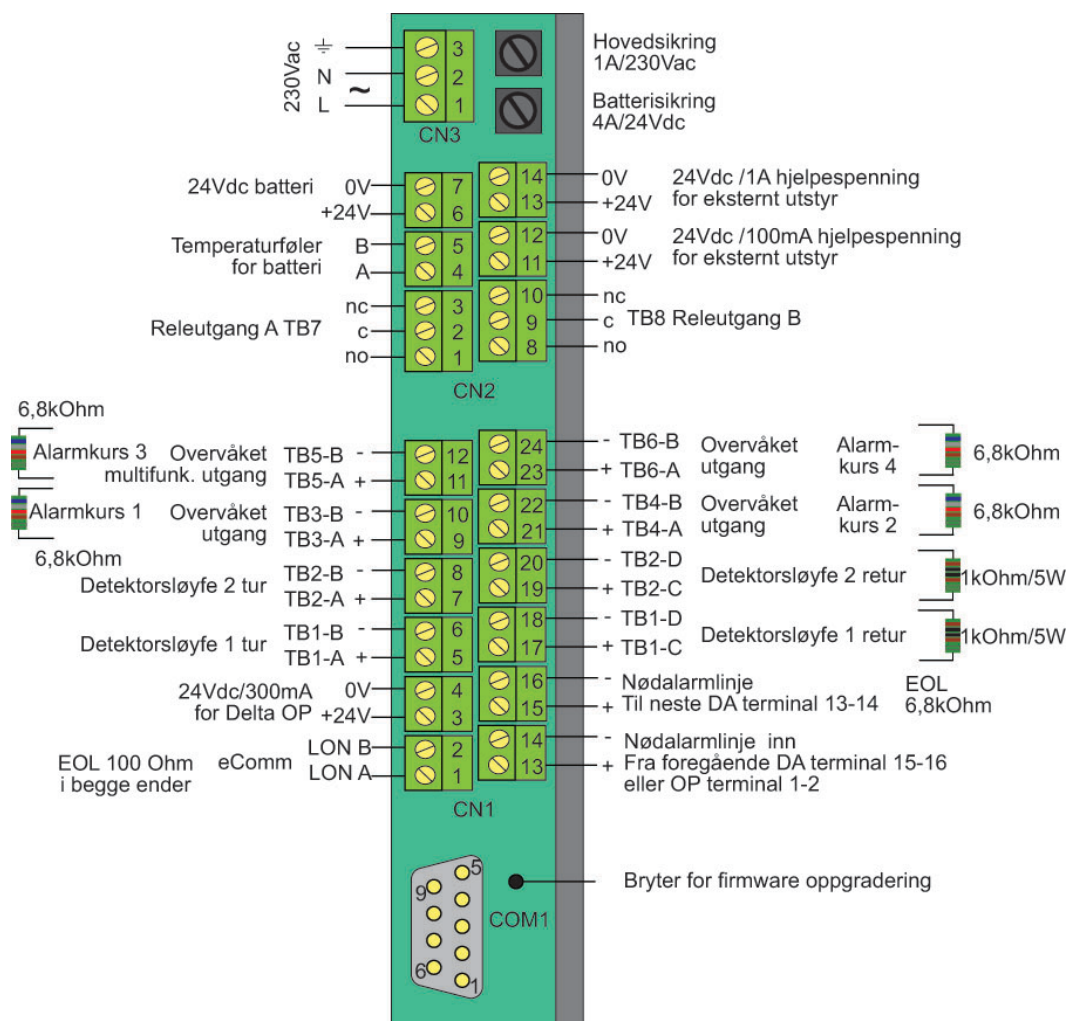 230Vac
N
L
~
3
2
1
CN3
Hovedsikring
1A/230Vac
Batterisikring
4A/24Vdc
24Vdc batteri
0V
+24V
7
6
14
13
0V
+24V
24Vdc /1A hjelpespenning
for eksternt utstyr
Temperaturføler
for batteri
B
A
5
4
12
11
0V
+24V
24Vdc /100mA hjelpespenning
for eksternt utstyr
Releutgang A TB7
nc
c
no
3
2
1
10
9
8
nc
c
no
TB8 Releutgang B
CN2
6,8kOhm
Alarmkurs 3
Overvåket
multifunk. utgang
TB5-B -
TB5-A +
12
11
24
23
- TB6-B
+ TB6-A
Overvåket
utgang
Alarm-
kurs 4
6,8kOhm
Alarmkurs 1
6,8kOhm
Overvåket
utgang
TB3-B -
TB3-A +
10
9
22
21
- TB4-B
+ TB4-A
Overvåket
utgang
Alarm-
kurs 2
6,8kOhm
Detektorsløyfe 2 tur
TB2-B -
TB2-A +
8
7
20
19
- TB2-D
+ TB2-C
Detektorsløyfe 2 retur
1kOhm/5W
Detektorsløyfe 1 tur
TB1-B -
TB1-A +
6
5
18
17
- TB1-D
+ TB1-C
Detektorsløyfe 1 retur
1kOhm/5W
24Vdc/300mA
for Delta OP
0V
+24V
4
3
16
15
- Nødalarmlinje
+ Til neste DA terminal 13-14
EOL
6,8kOhm
EOL 100 Ohm
i begge ender
eComm
LON B
LON A
2
1
14
13
- Nødalarmlinje inn
+ Fra foregående DA terminal 15-16
eller OP terminal 1-2
CN1
5
9
6
1
COM1
Bryter for firmware oppgradering